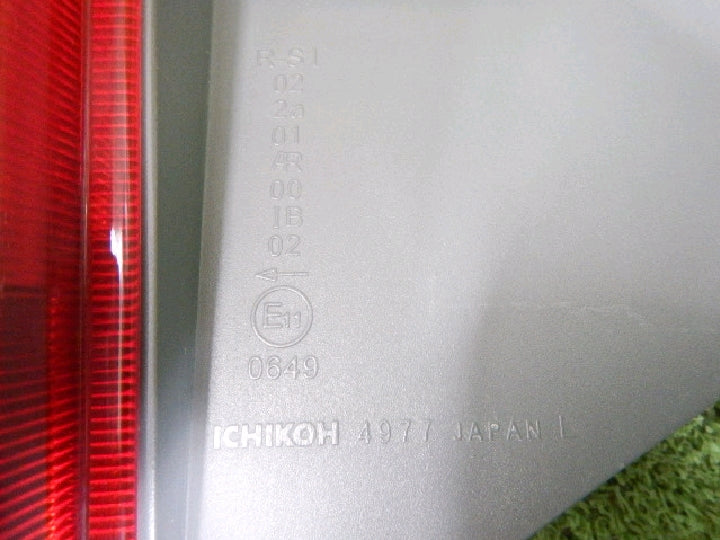 R-S1
02
2a
01
AR
00
IB
02
E11
0649
ICHIKOH 4977 JAPAN L